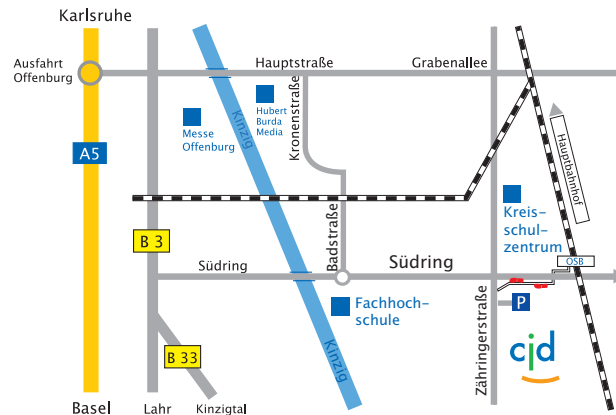 Karlsruhe
Ausfahrt
Offenburg
Hauptstraße
Grabenallee
Kinzig
Hubert
Burda
Media
Messe
Offenburg
Kronenstraße
Hauptbahnhof
A5
Kreis-
schul-
zentrum
B 3
Badstraße
Südring
Südring
OSB
Fachhoch-
schule
P
Zähringerstraße
cjd
B 33
Kinzig
Basel
Lahr
Kinzigtal